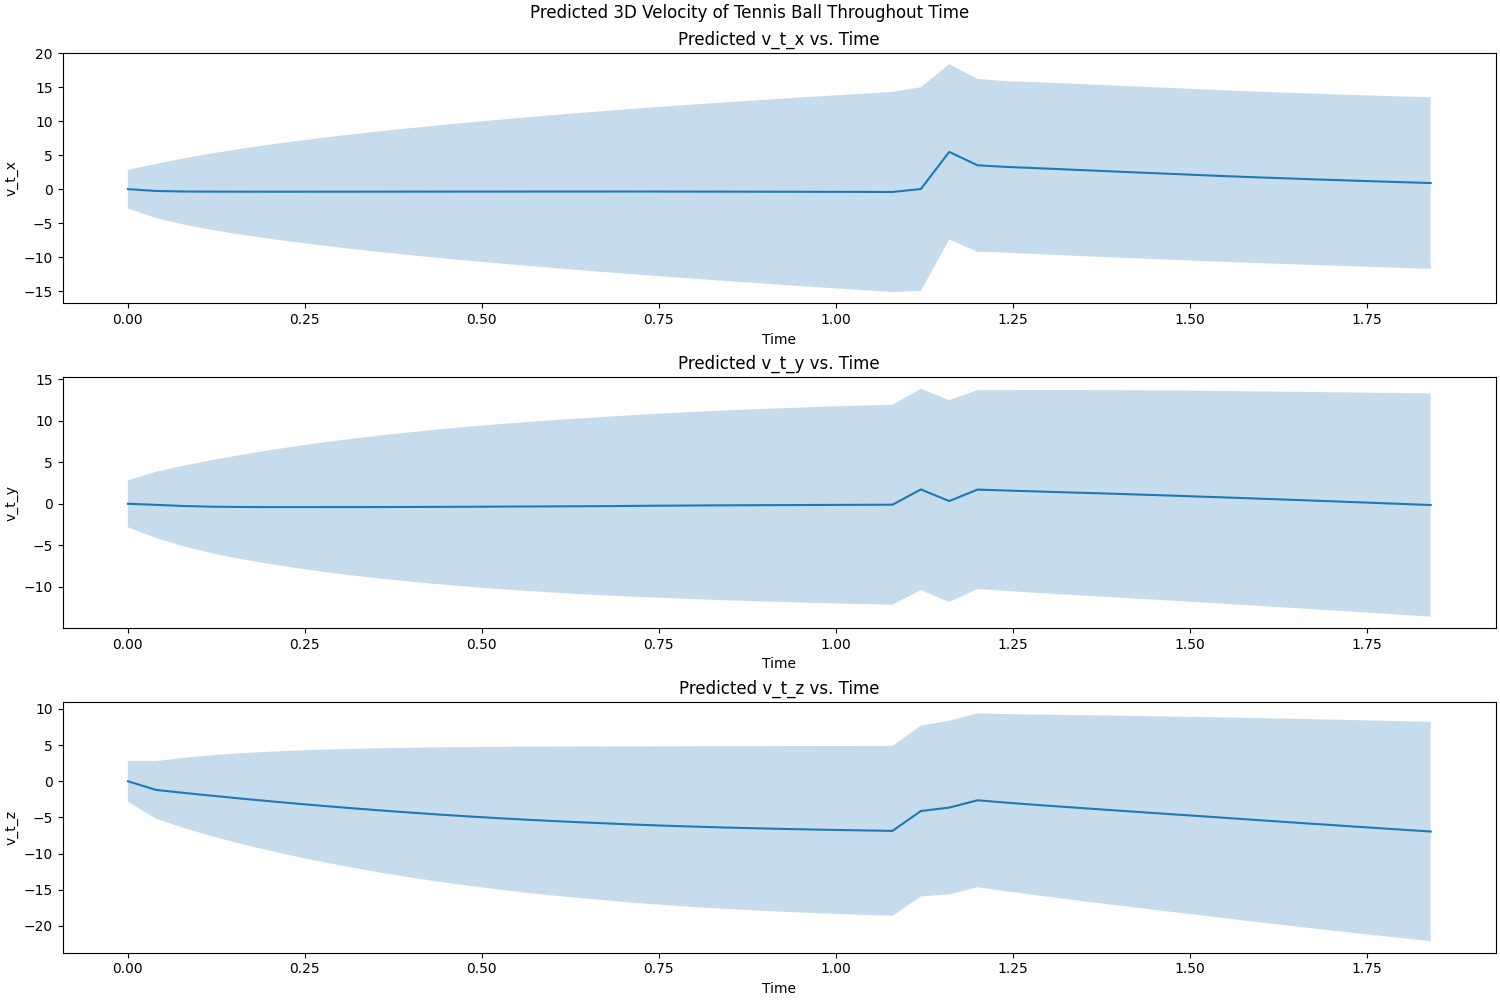 Predicted 3D Velocity of Tennis Ball Throughout Time
Predicted v_t_x vs. Time
20
15
10
5
0
−5
−10
−15
v_t_x
0.00 0.25 0.50 0.75 1.00 1.25 1.50 1.75
Time
Predicted v_t_y vs. Time
15
10
5
0
−5
−10
v_t_y
0.00 0.25 0.50 0.75 1.00 1.25 1.50 1.75
Time
Predicted v_t_z vs. Time
10
5
0
−5
−10
−15
−20
v_t_z
0.00 0.25 0.50 0.75 1.00 1.25 1.50 1.75
Time